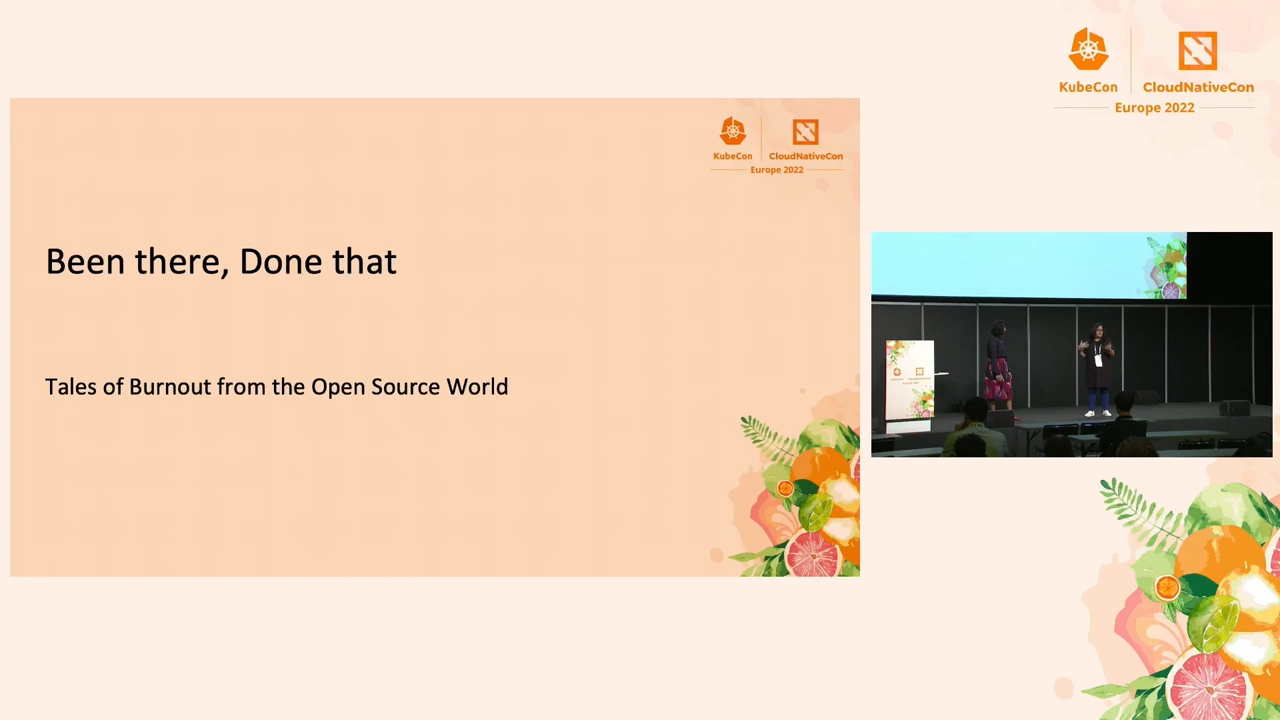 KubeCon
CloudNativeCon
Europe 2022
KubeCon
CloudNativeCon
Europe 2022
Been there, Done that
Tales of Burnout from the Open Source World